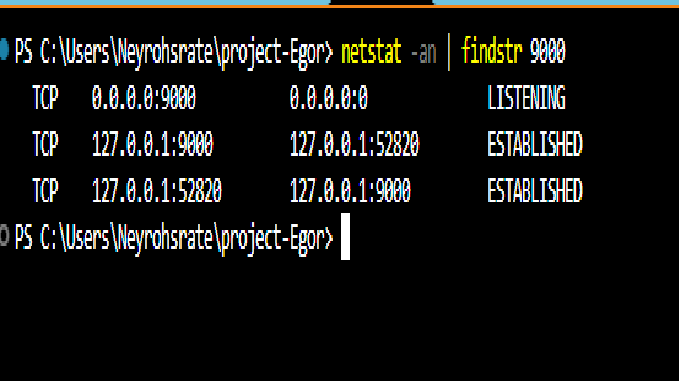 PS C:\Users\Neyrohsrate\project-Egor> netstat -an | findstr 9000
TCP 0.0.0.0:9000 0.0.0.0:0 LISTENING
TCP 127.0.0.1:9000 127.0.0.1:52820 ESTABLISHED
TCP 127.0.0.1:52820 127.0.0.1:9000 ESTABLISHED
PS C:\Users\Neyrohsrate\project-Egor>